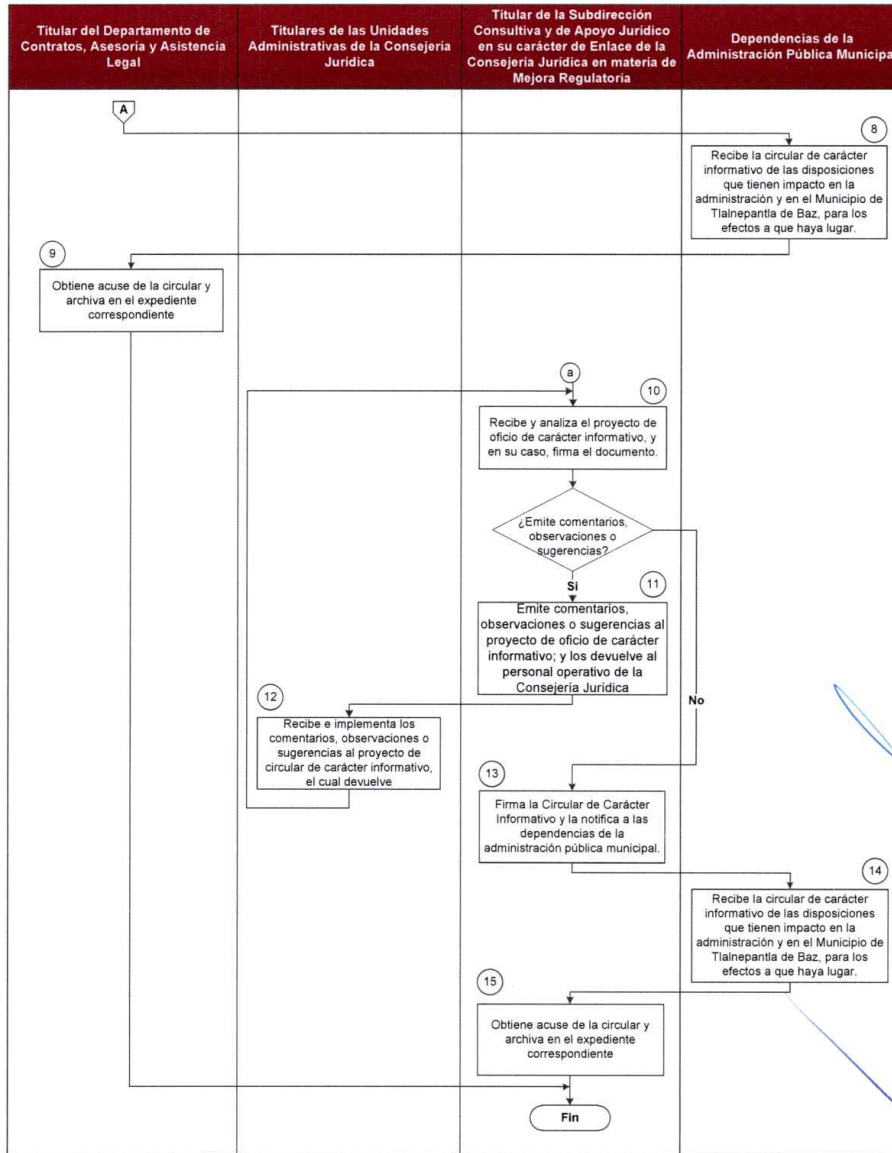 Titular del Departamento de
Contratos, Asesoria y Asistencia
Legal
Titulares de las Unidades
Administrativas de la Consejería
Jurídica
Titular de la Subdirección
Consultiva y de Apoyo Jurídico
en su carácter de Enlace de la
Consejería Jurídica en materia de
Mejora Regulatoria
Dependencias de la
Administración Pública Municipal
A
8
Recibe la circular de carácter
informativo de las disposiciones
que tienen impacto en la
administración y en el Municipio de
Tlalnepantla de Baz, para los
efectos a que haya lugar.
9
Obtiene acuse de la circular y
archiva en el expediente
correspondiente
a
10
Recibe y analiza el proyecto de
oficio de carácter informativo, y
en su caso, firma el documento.
¿Emite comentarios,
observaciones o
sugerencias?
Si
11
Emite comentarios,
observaciones o sugerencias al
proyecto de oficio de carácter
informativo; y los devuelve al
personal operativo de la
Consejería Jurídica
No
12
Recibe e implementa los
comentarios, observaciones o
sugerencias al proyecto de
circular de carácter informativo,
el cual devuelve
13
Firma la Circular de Carácter
Informativo y la notifica a las
dependencias de la
administración pública municipal.
14
Recibe la circular de carácter
informativo de las disposiciones
que tienen impacto en la
administración y en el Municipio de
Tlalnepantla de Baz, para los
efectos a que haya lugar.
15
Obtiene acuse de la circular y
archiva en el expediente
correspondiente
Fin